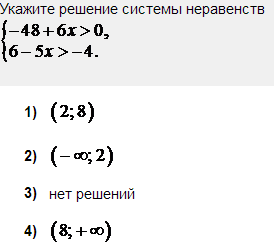 Укажите решение системы неравенств
{−48+6x>0,
{6−5x>−4.
1) (2;8)
2) (−∞;2)
3) нет решений
4) (8;+∞)